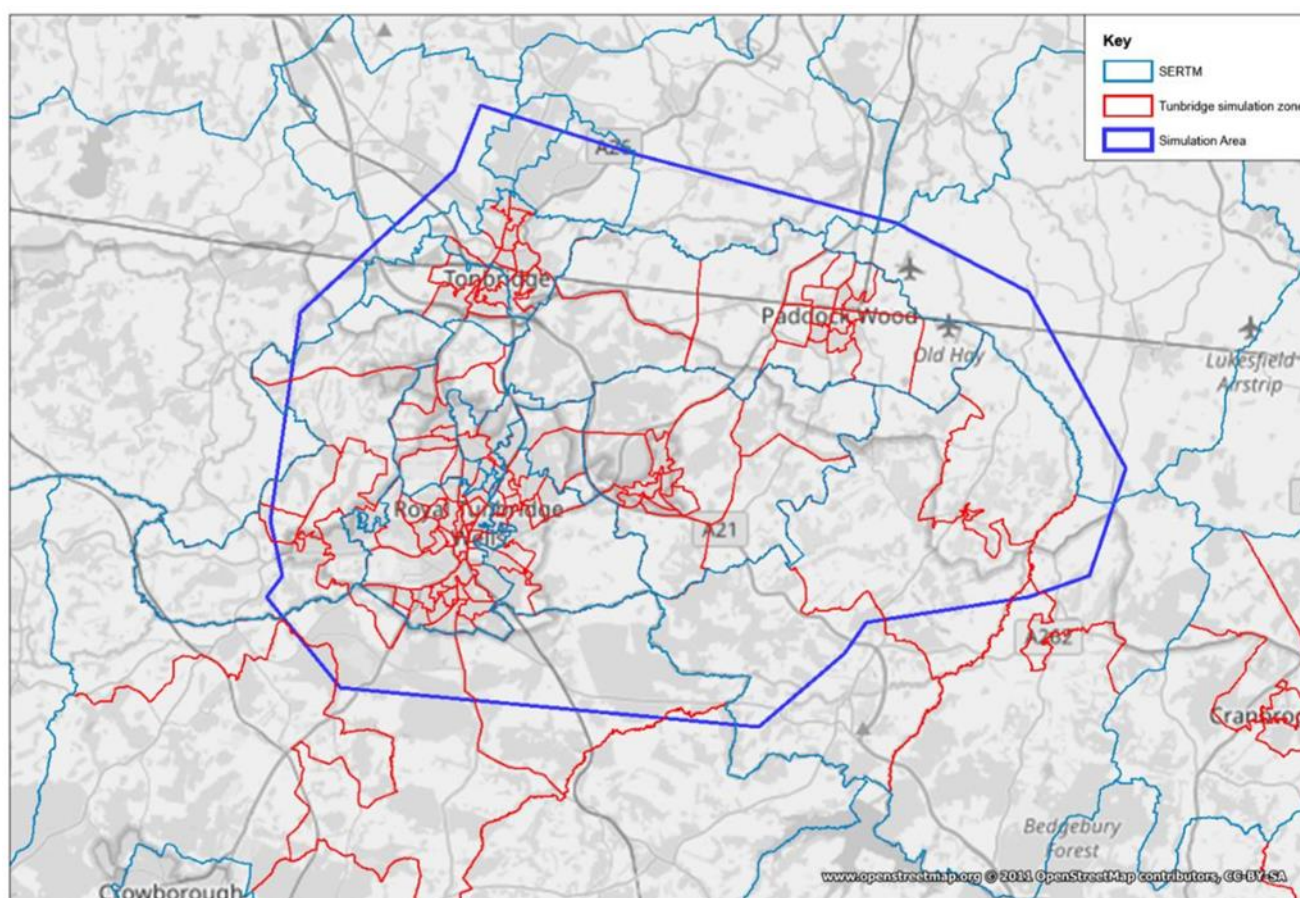 Key
SERTM
Tunbridge simulation zone
Simulation Area
A26
Tonbridge
Paddock Wood
Old Hay
Lukesfield
Airstrip
Royal Tunbridge
Wells
A21
A262
Cranbroo
Bedgebury
Forest
www.openstreetmap.org © 2011 OpenStreetMap contributors, CC-BY-SA
Crowborough